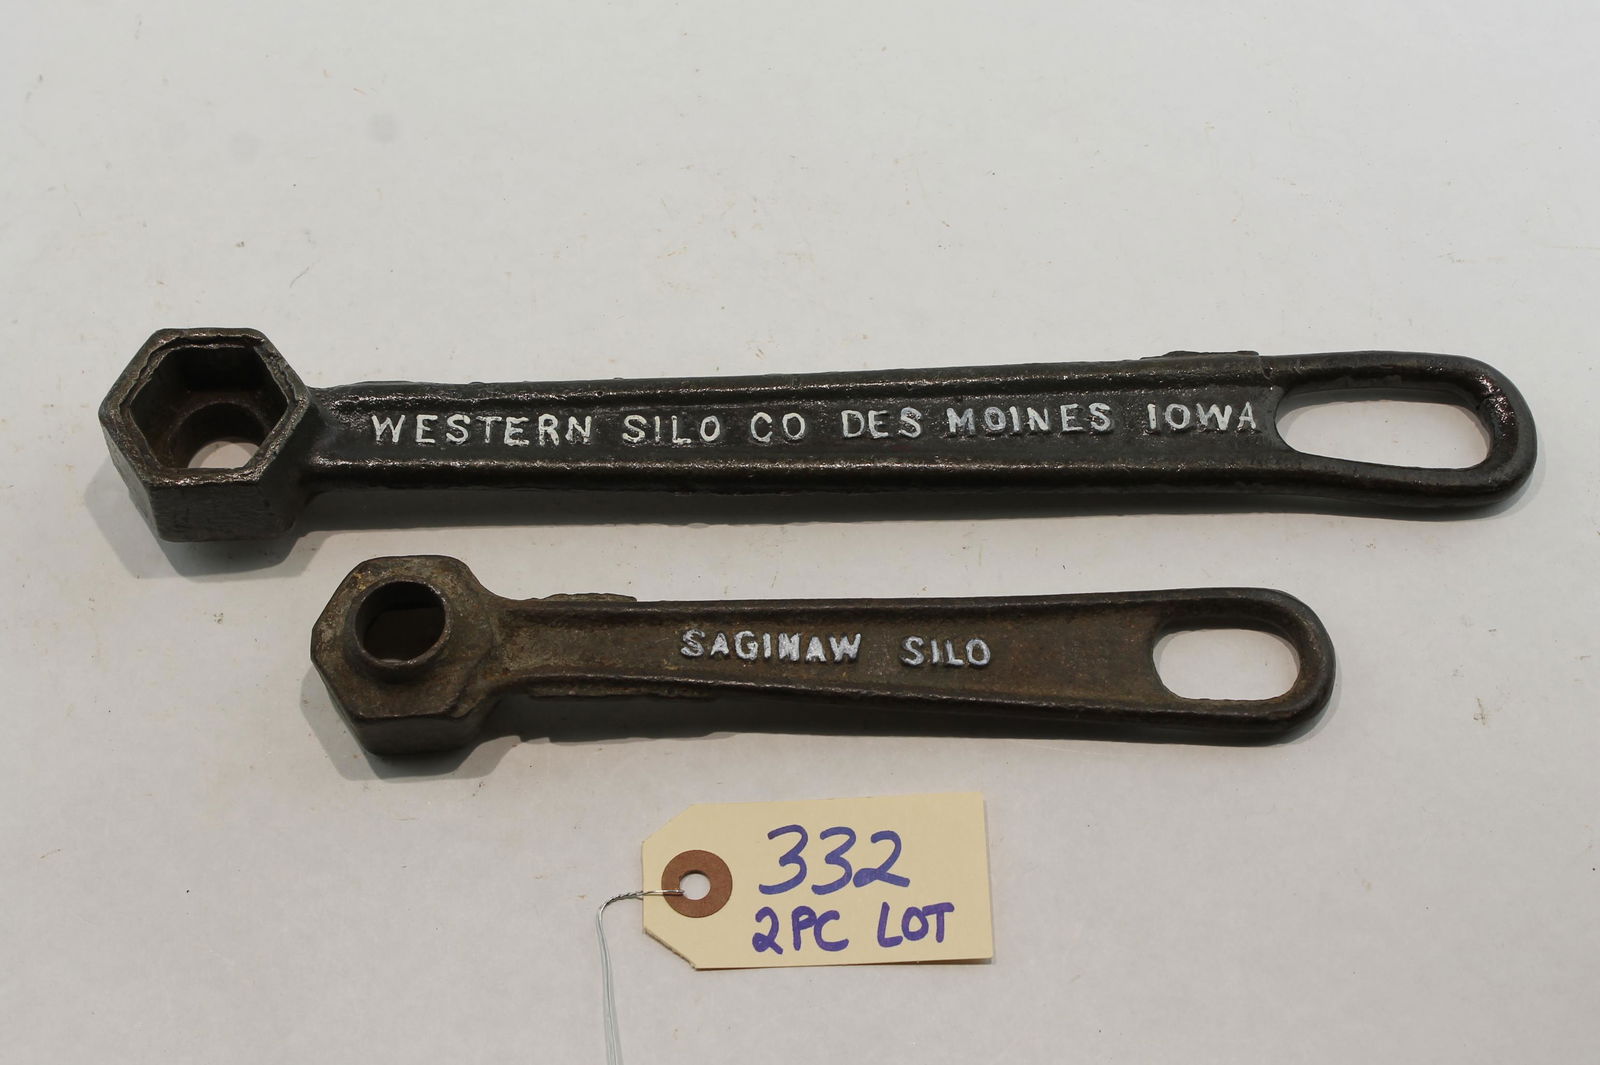 WESTERN SILO CO DES MOINES IOWA
SAGINAW SILO
332
2PC LOT